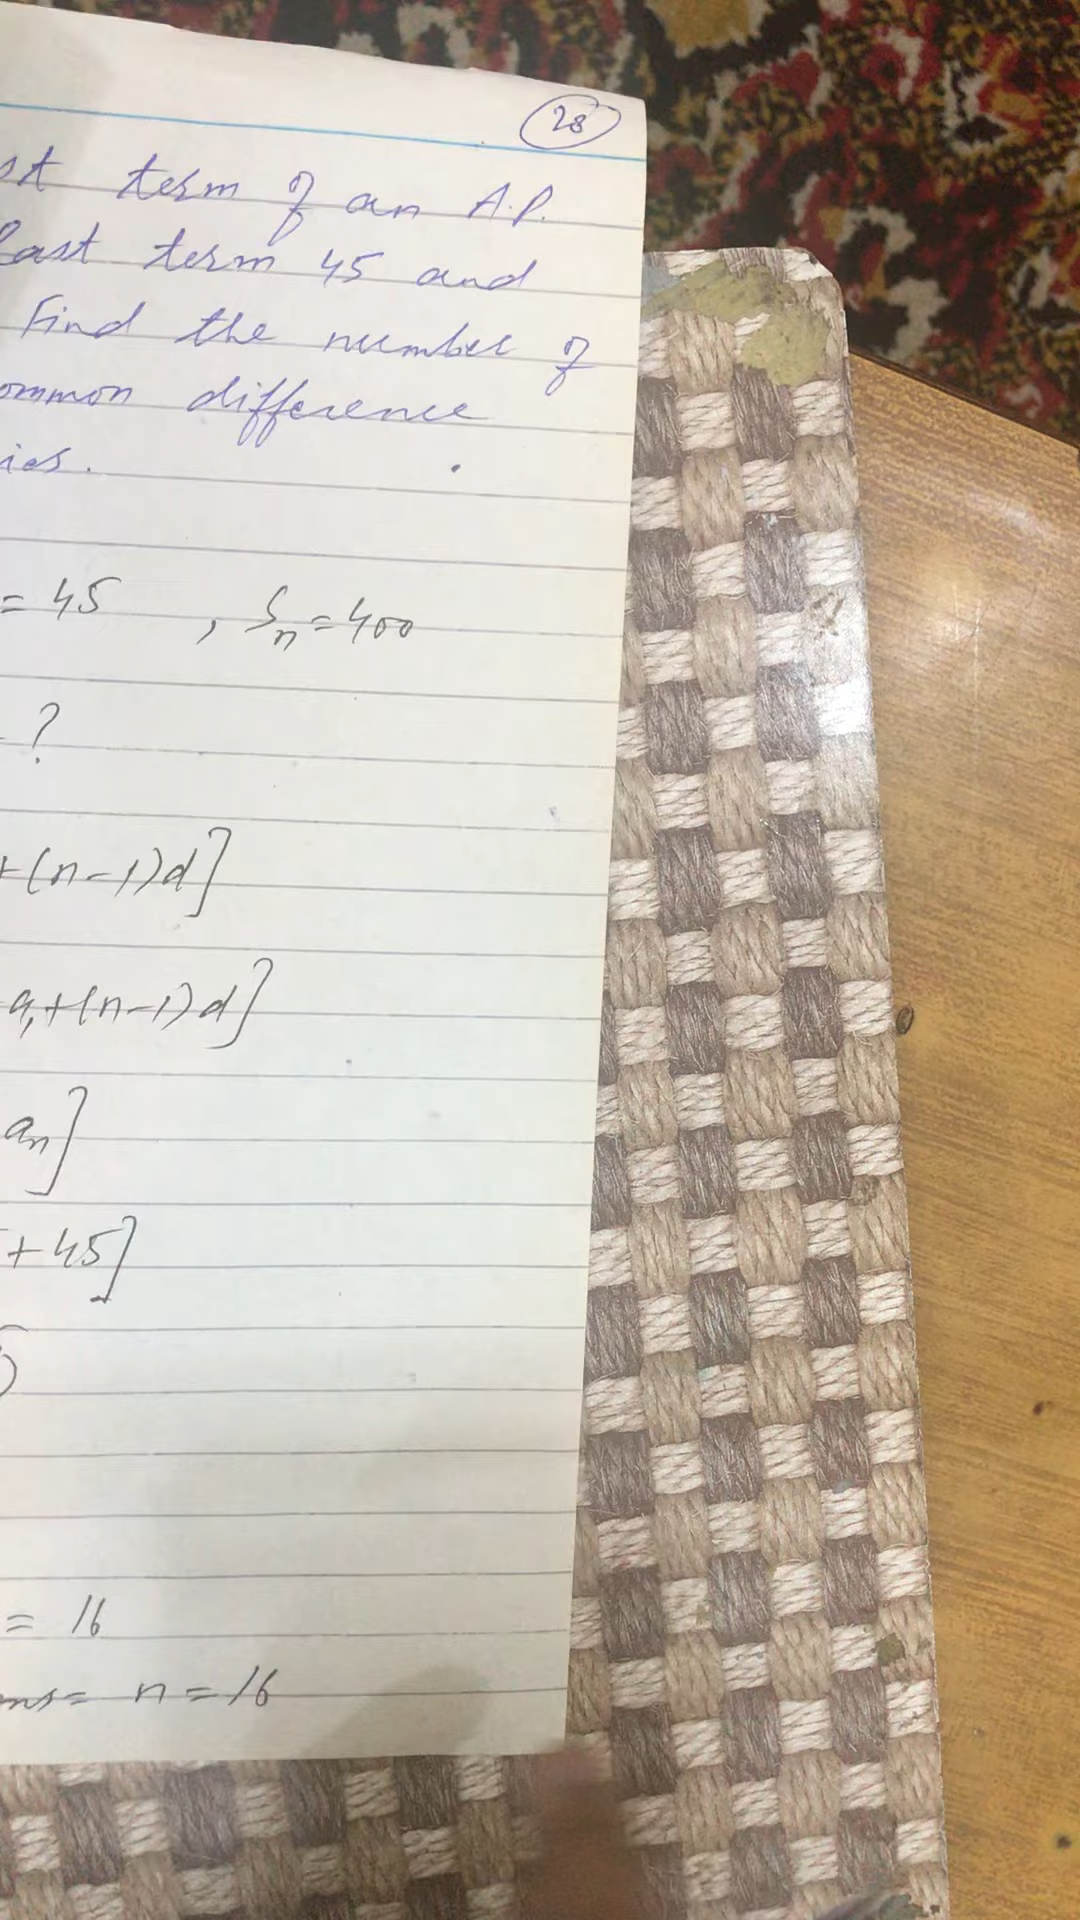 28
st term of an A.P.
last term 45 and
Find the number of
ommon difference
ies.
= 45 , Sn = 400
?
+(n-1)d]
a1+(n-1)d]
an]
+45]
)
= 16
ms= n = 16